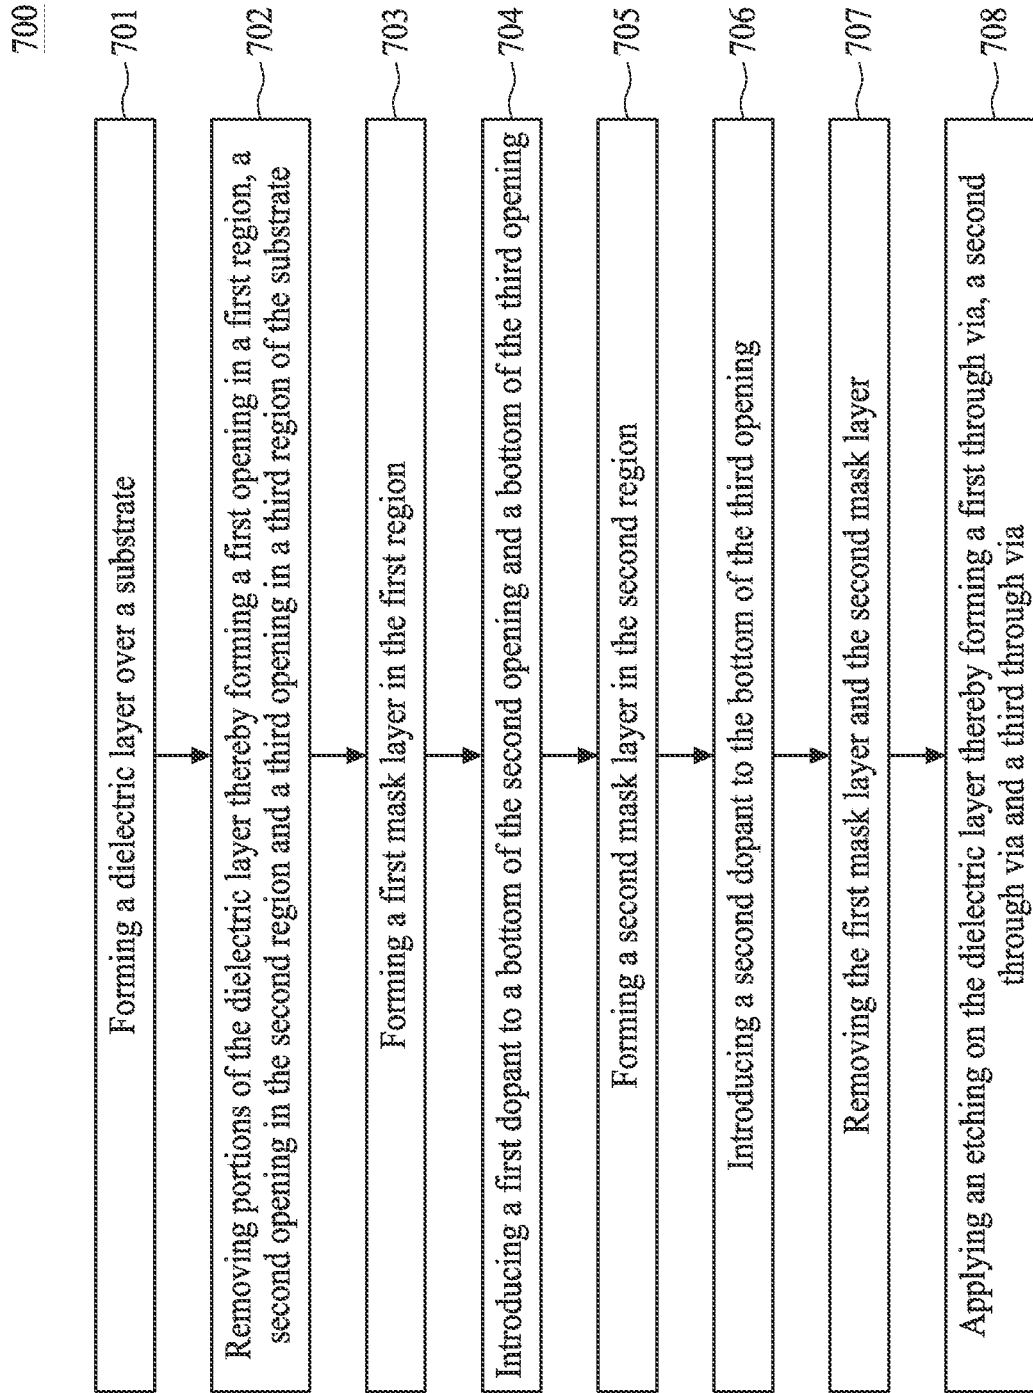 700
Forming a dielectric layer over a substrate
701
Removing portions of the dielectric layer thereby forming a first opening in a first region, a
second opening in the second region and a third opening in a third region of the substrate
702
Forming a first mask layer in the first region
703
Introducing a first dopant to a bottom of the second opening and a bottom of the third opening
704
Forming a second mask layer in the second region
705
Introducing a second dopant to the bottom of the third opening
706
Removing the first mask layer and the second mask layer
707
Applying an etching on the dielectric layer thereby forming a first through via, a second
through via and a third through via
708